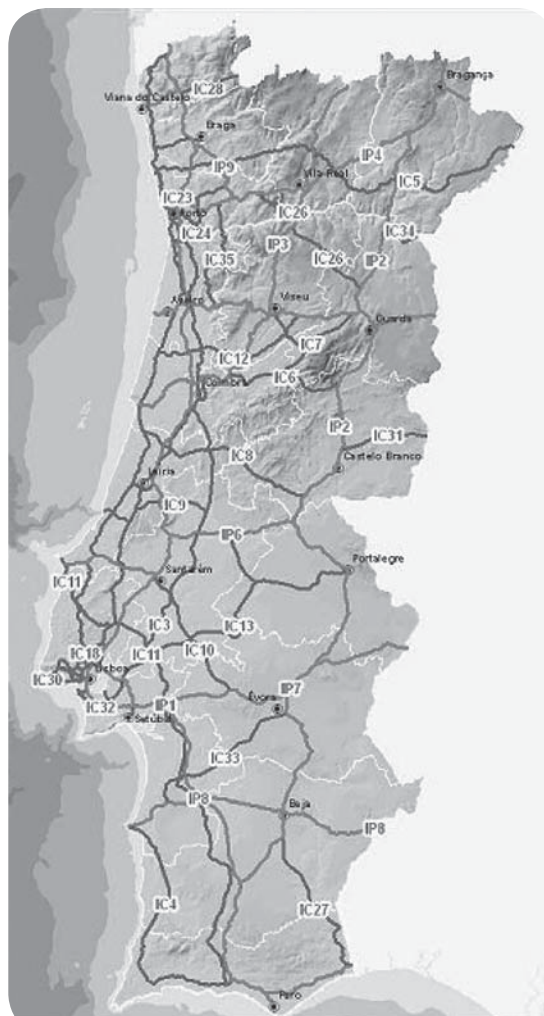 Bragança
IC28
Viana do Castelo
Braga
IP4
IP9
Vila Real
IC5
IC23
Porto
IC26
IC24
IC34
IP3
IC35
IC26
IP2
Aveiro
Viseu
Guarda
IC7
IC12
IC6
Coimbra
IP2
IC31
IC8
Castelo Branco
Leiria
IC9
IP6
Portalegre
Santarém
IC11
IC3
IC13
IC18
IC11
IC10
Lisboa
IC30
IP7
Évora
IC32
IP1
Setúbal
IC33
IP8
Beja
IP8
IC4
IC27
Faro